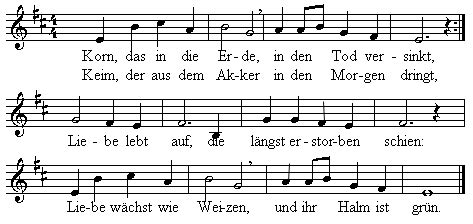 4 4
Korn, das in die Er-de, in den Tod ver-sinkt,
Keim, der aus dem Ak-ker in den Mor-gen dringt,
Lie-be lebt auf, die längst er-stor-ben schien:
Lie-be wächst wie Wei-zen, und ihr Halm ist grün.